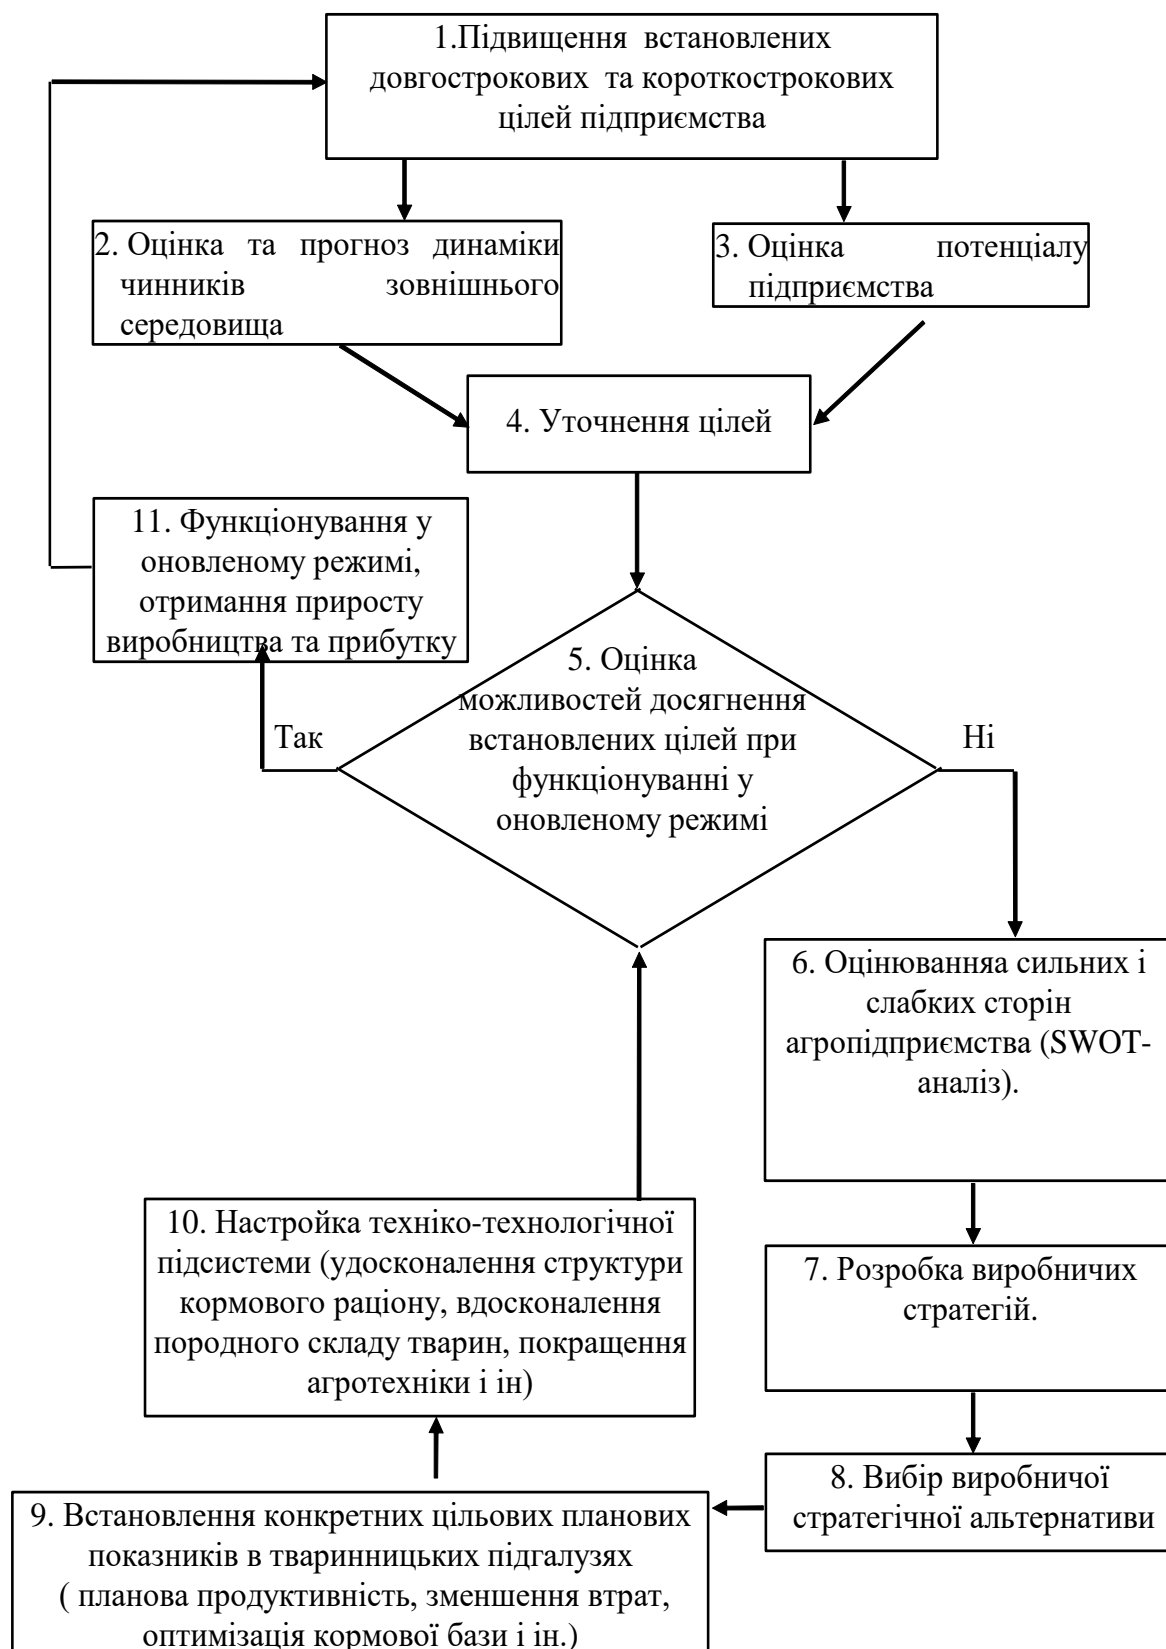 1.Підвищення встановлених
довгострокових та короткострокових
цілей підприємства
2. Оцінка та прогноз динаміки
чинників зовнішнього
середовища
3. Оцінка потенціалу
підприємства
4. Уточнення цілей
11. Функціонування у
оновленому режимі,
отримання приросту
виробництва та прибутку
5. Оцінка
можливостей досягнення
встановлених цілей при
функціонуванні у
оновленому режимі
Так
Ні
6. Оцінюванняа сильних і
слабких сторін
агропідприємства (SWOT-
аналіз).
7. Розробка виробничих
стратегій.
8. Вибір виробничої
стратегічної альтернативи
10. Настройка техніко-технологічної
підсистеми (удосконалення структури
кормового раціону, вдосконалення
породного складу тварин, покращення
агротехніки і ін)
9. Встановлення конкретних цільових планових
показників в тваринницьких підгалузях
( планова продуктивність, зменшення втрат,
оптимізація кормової бази і ін.)